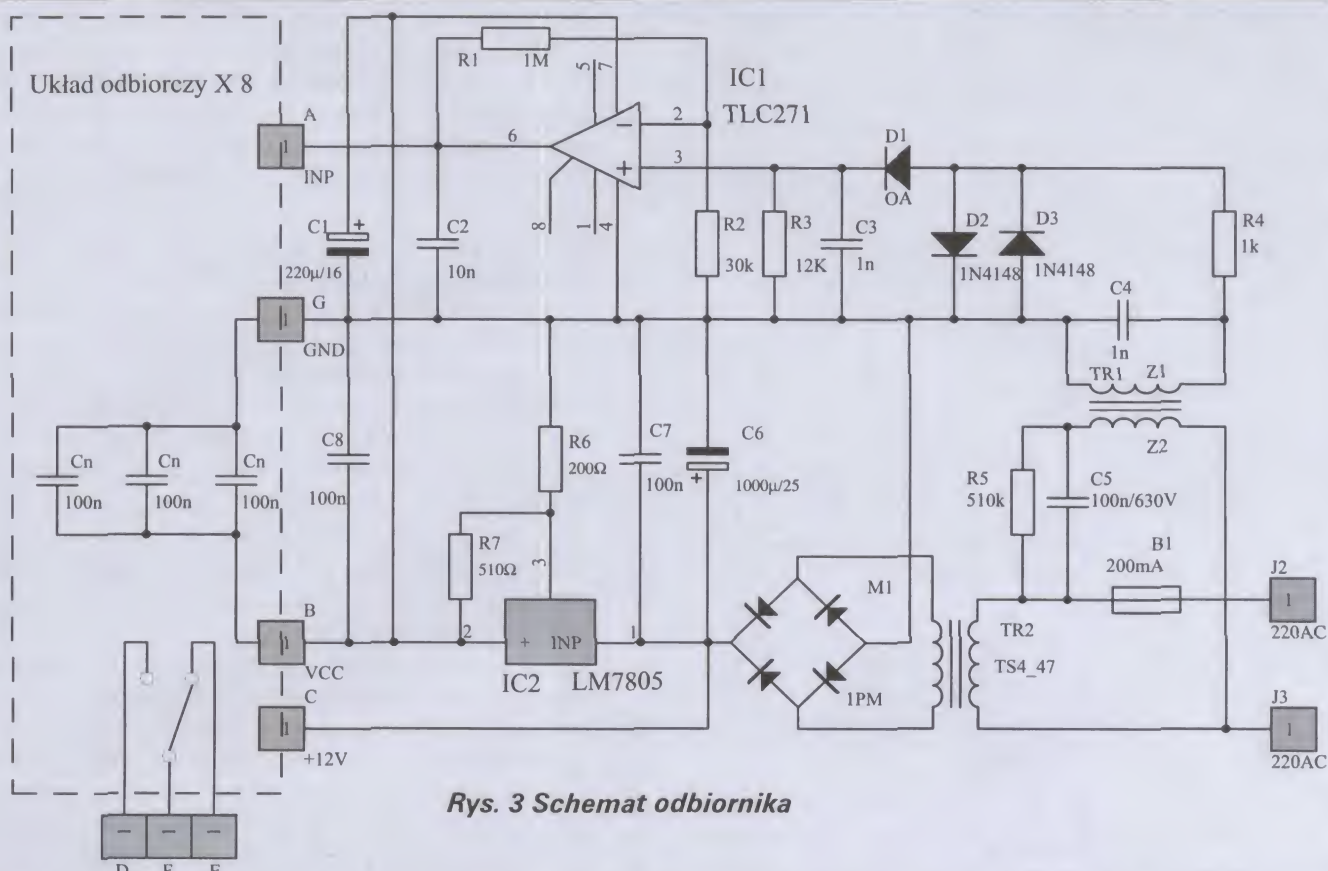 Układ odbiorczy X 8
A
1
INP
R1 1M
5
7
IC1
TLC271
6
2
3
8
1
4
D1
OA
D2
1N4148
D3
1N4148
R4
1k
C1 +
220µ/16
C2
10n
R2
30k
R3
12K
C3
1n
C4
1n
G
1
GND
TR1 Z1
Z2
Cn
100n
Cn
100n
Cn
100n
C8
100n
R6
200Ω
C7
100n
C6
+
1000µ/25
R5
510k
C5
100n/630V
B1
200mA
R7
510Ω
3
2
+ INP
1
IC2 LM7805
M1
1PM
TR2
TS4_47
J2
1
220AC
J3
1
220AC
B
1
VCC
C
1
+12V
Rys. 3 Schemat odbiornika
- - -